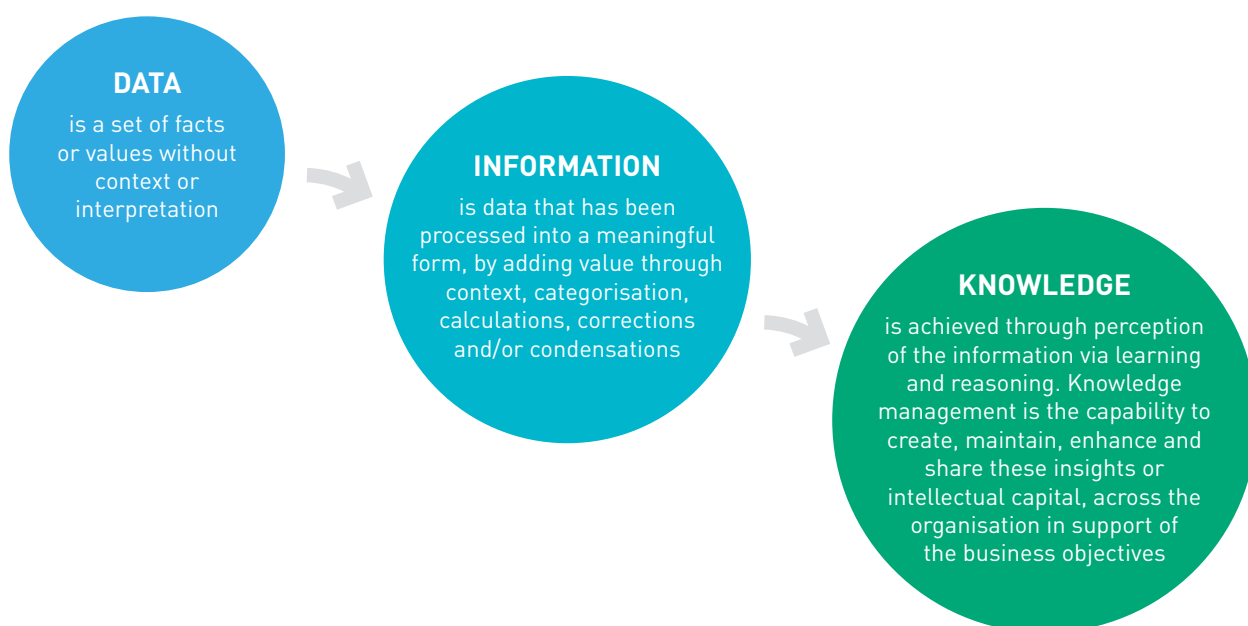 DATA
is a set of facts
or values without
context or
interpretation
INFORMATION
is data that has been
processed into a meaningful
form, by adding value through
context, categorisation,
calculations, corrections
and/or condensations
KNOWLEDGE
is achieved through perception
of the information via learning
and reasoning. Knowledge
management is the capability to
create, maintain, enhance and
share these insights or
intellectual capital, across the
organisation in support of
the business objectives